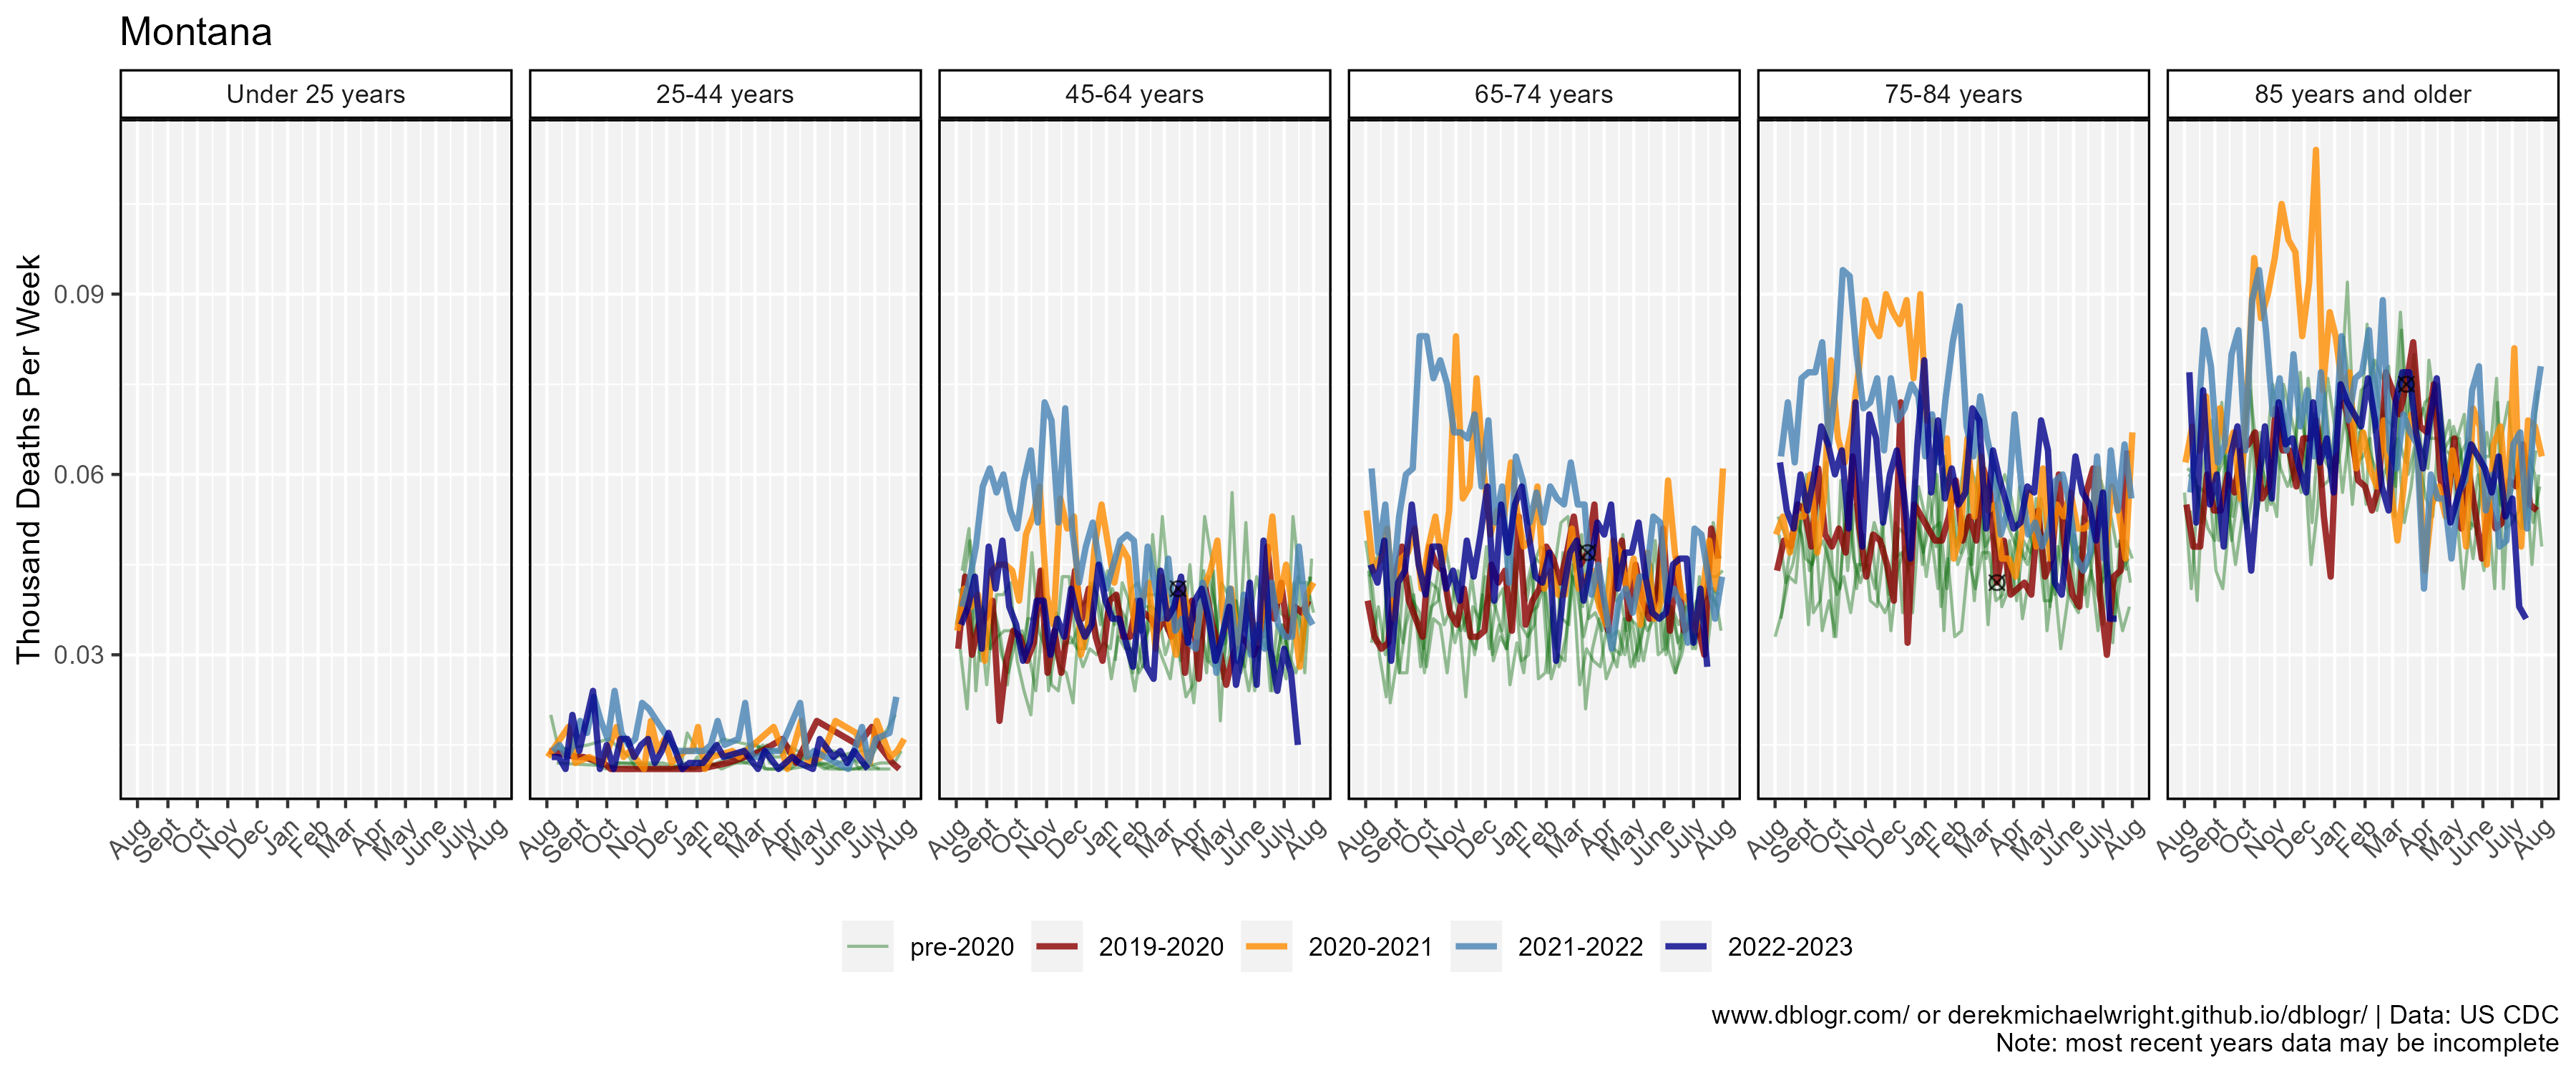 Montana
Under 25 years
25-44 years
45-64 years
65-74 years
75-84 years
85 years and older
Thousand Deaths Per Week
0.09
0.06
0.03
Aug Sept Oct Nov Dec Jan Feb Mar Apr May June July Aug
Aug Sept Oct Nov Dec Jan Feb Mar Apr May June July Aug
Aug Sept Oct Nov Dec Jan Feb Mar Apr May June July Aug
Aug Sept Oct Nov Dec Jan Feb Mar Apr May June July Aug
Aug Sept Oct Nov Dec Jan Feb Mar Apr May June July Aug
Aug Sept Oct Nov Dec Jan Feb Mar Apr May June July Aug
pre-2020 2019-2020 2020-2021 2021-2022 2022-2023
www.dblogr.com/ or derekmichaelwright.github.io/dblogr/ | Data: US CDC
Note: most recent years data may be incomplete